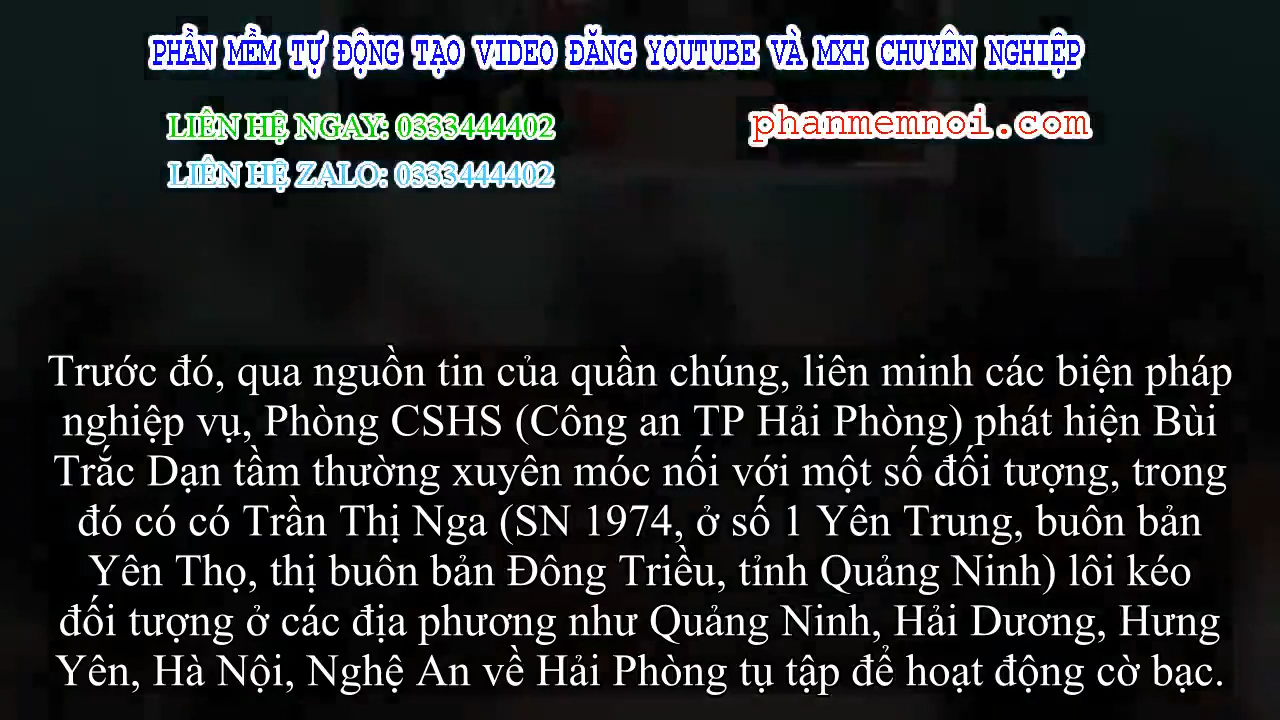 PHẦN MỀM TỰ ĐỘNG TẠO VIDEO ĐĂNG YOUTUBE VÀ MXH CHUYÊN NGHIỆP
LIÊN HỆ NGAY: 0333444402
phanmemnoi.com
LIÊN HỆ ZALO: 0333444402
Trước đó, qua nguồn tin của quần chúng, liên minh các biện pháp
nghiệp vụ, Phòng CSHS (Công an TP Hải Phòng) phát hiện Bùi
Trắc Dạn tầm thường xuyên móc nối với một số đối tượng, trong
đó có có Trần Thị Nga (SN 1974, ở số 1 Yên Trung, buôn bản
Yên Thọ, thị buôn bản Đông Triều, tỉnh Quảng Ninh) lôi kéo
đối tượng ở các địa phương như Quảng Ninh, Hải Dương, Hưng
Yên, Hà Nội, Nghệ An về Hải Phòng tụ tập để hoạt động cờ bạc.